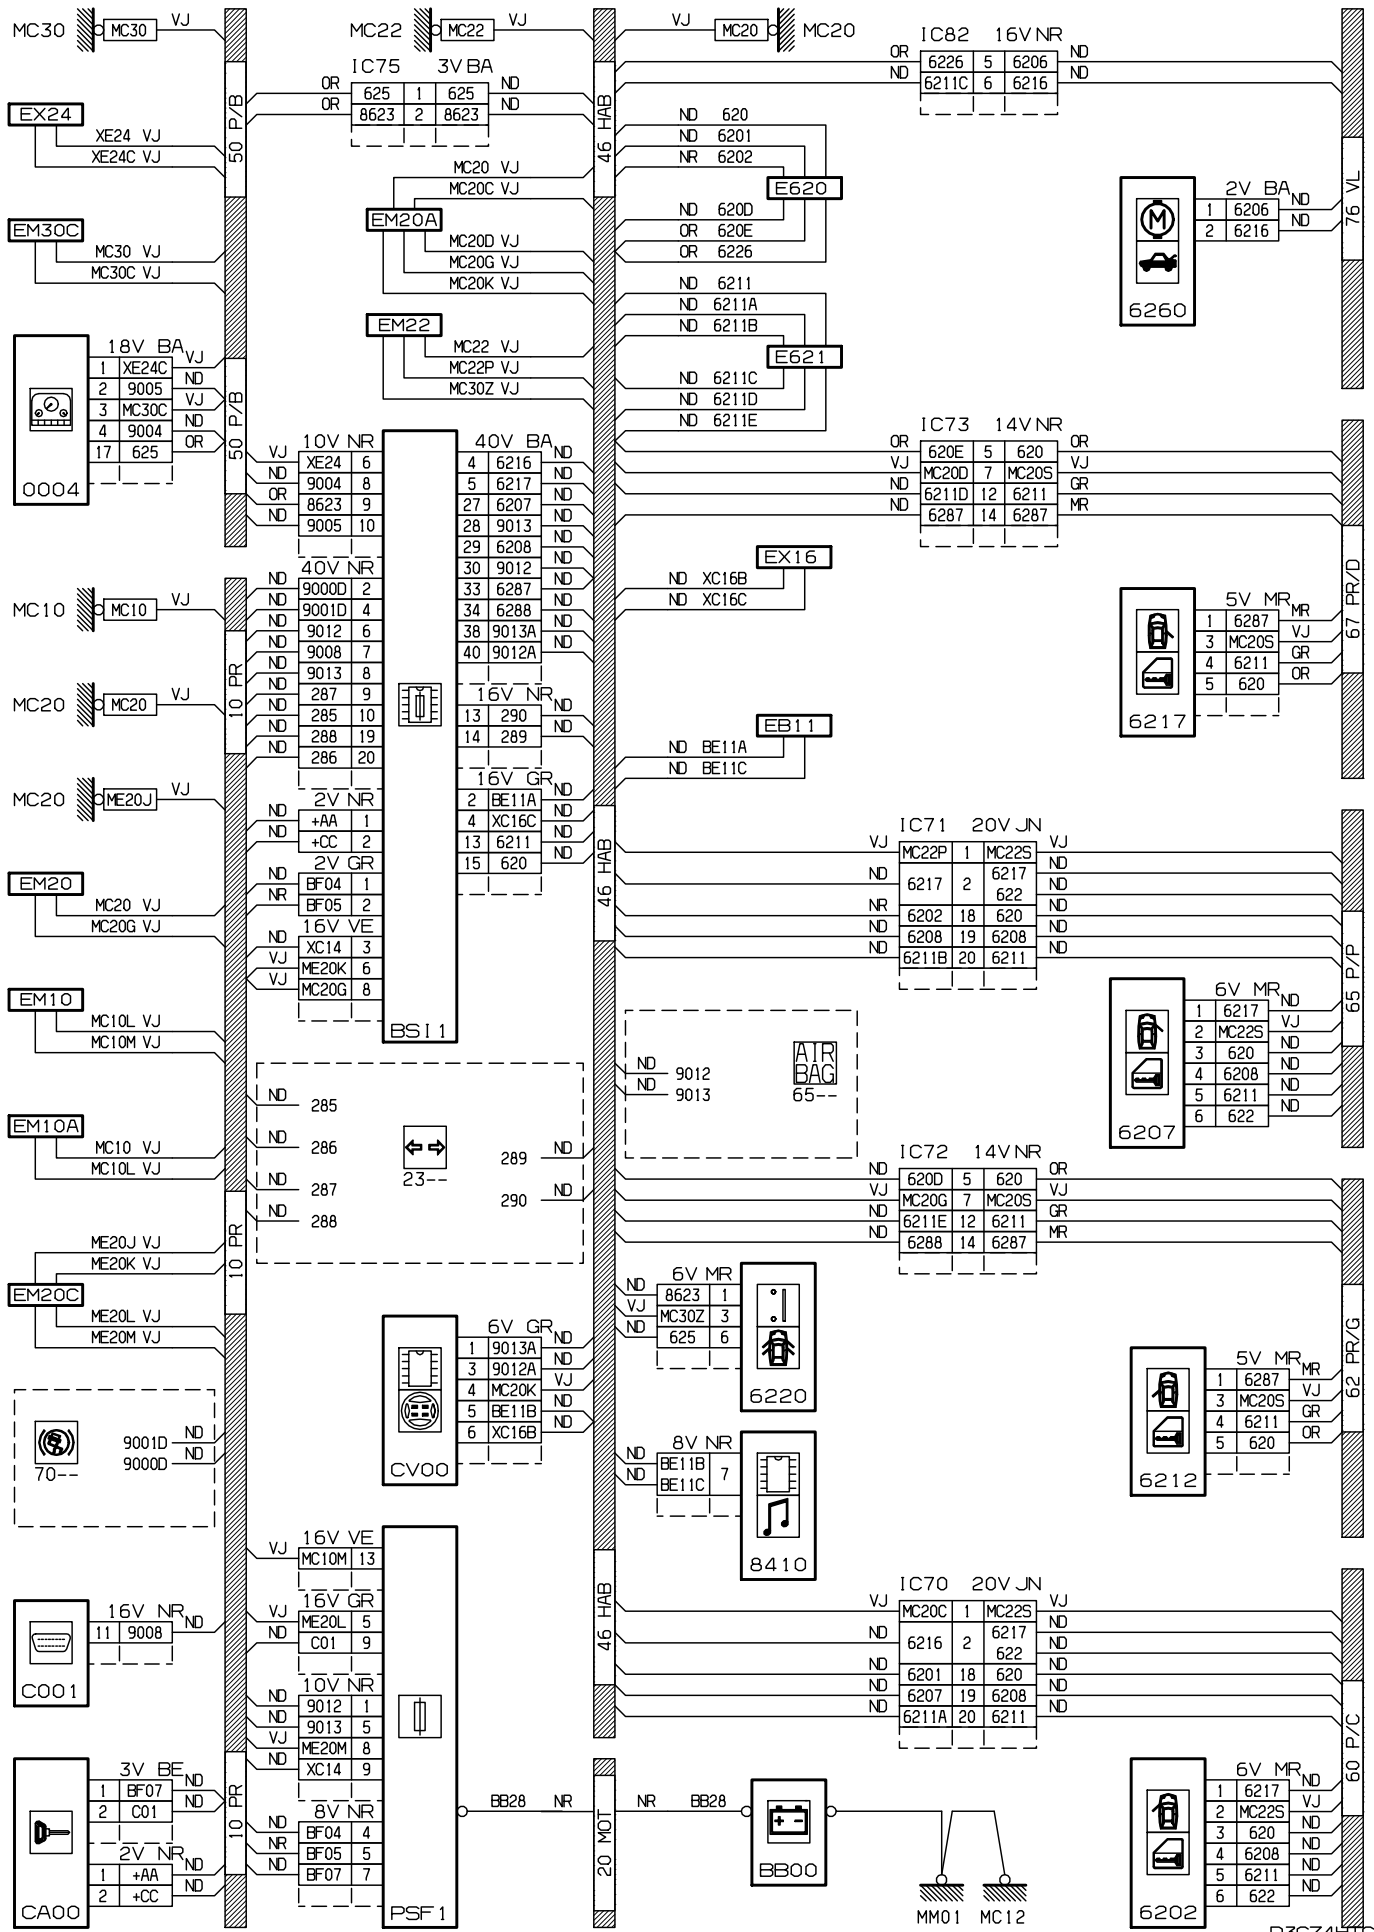 MC30 MC30 VJ
MC22 MC22 VJ
VJ MC20 MC20
EX24
XE24 VJ
XE24C VJ
EM30C
MC30 VJ
MC30C VJ
18V BA
1 XE24C VJ
2 9005 ND
3 MC30C VJ
4 9004 ND
17 625 OR
0004
50 P/B
50 P/B
IC75 3V BA
OR 625 1 625 ND
OR 8623 2 8623 ND
MC20 VJ
MC20C VJ
EM20A
MC20D VJ
MC20G VJ
MC20K VJ
EM22
MC22 VJ
MC22P VJ
MC30Z VJ
46 HAB
IC82 16V NR
OR 6226 5 6206 ND
ND 6211C 6 6216 ND
ND 620
ND 6201
NR 6202
E620
ND 620D
OR 620E
OR 6226
ND 6211
ND 6211A
ND 6211B
E621
ND 6211C
ND 6211D
ND 6211E
2V BA
1 6206 ND
2 6216 ND
6260
76 VL
MC10 MC10 VJ
MC20 MC20 VJ
MC20 ME20J VJ
EM20
MC20 VJ
MC20G VJ
EM10
MC10L VJ
MC10M VJ
EM10A
MC10 VJ
MC10L VJ
ME20J VJ
ME20K VJ
EM20C
ME20L VJ
ME20M VJ
9001D ND
9000D ND
70--
16V NR
11 9008 ND
C001
3V BE
1 BF07 ND
2 C01 ND
2V NR
1 +AA ND
2 +CC ND
CA00
10 PR
10 PR
10 PR
10V NR
VJ XE24 6
ND 9004 8
OR 8623 9
ND 9005 10
40V NR
ND 9000D 2
ND 9001D 4
ND 9012 6
ND 9008 7
ND 9013 8
ND 287 9
ND 285 10
ND 288 19
ND 286 20
2V NR
ND +AA 1
ND +CC 2
2V GR
ND BF04 1
NR BF05 2
16V VE
ND XC14 3
VJ ME20K 6
VJ MC20G 8
BSI1
40V BA
4 6216 ND
5 6217 ND
27 6207 ND
28 9013 ND
29 6208 ND
30 9012 ND
33 6287 ND
34 6288 ND
38 9013A ND
40 9012A ND
16V NR
13 290 ND
14 289 ND
16V GR
2 BE11A ND
4 XC16C ND
13 6211 ND
15 620 ND
ND 285
ND 286
ND 287
ND 288
23--
289 ND
290 ND
6V GR
1 9013A ND
3 9012A ND
4 MC20K VJ
5 BE11B ND
6 XC16B ND
CV00
16V VE
VJ MC10M 13
16V GR
VJ ME20L 5
ND C01 9
10V NR
ND 9012 1
ND 9013 5
VJ ME20M 8
ND XC14 9
8V NR
ND BF04 4
NR BF05 5
ND BF07 7
PSF1
BB28 NR
46 HAB
46 HAB
20 MOT
IC73 14V NR
OR 620E 5 620 OR
VJ MC20D 7 MC20S VJ
ND 6211D 12 6211 GR
ND 6287 14 6287 MR
EX16
ND XC16B
ND XC16C
EB11
ND BE11A
ND BE11C
5V MR
1 6287 MR
3 MC20S VJ
4 6211 GR
5 620 OR
6217
67 PR/D
IC71 20V JN
VJ MC22P 1 MC22S VJ
ND 6217 2 6217 ND
622 ND
NR 6202 18 620 ND
ND 6208 19 6208 ND
ND 6211B 20 6211 ND
ND 9012
ND 9013
AIR
BAG
65--
6V MR
1 6217 ND
2 MC22S VJ
3 620 ND
4 6208 ND
5 6211 ND
6 622 ND
6207
65 P/P
IC72 14V NR
ND 620D 5 620 OR
VJ MC20G 7 MC20S VJ
ND 6211E 12 6211 GR
ND 6288 14 6287 MR
6V MR
ND 8623 1
VJ MC30Z 3
ND 625 6
6220
8V NR
ND BE11B 7
ND BE11C
8410
5V MR
1 6287 MR
3 MC20S VJ
4 6211 GR
5 620 OR
6212
62 PR/G
IC70 20V JN
VJ MC20C 1 MC22S VJ
ND 6216 2 6217 ND
622 ND
ND 6201 18 620 ND
ND 6207 19 6208 ND
ND 6211A 20 6211 ND
NR BB28
BB00
MM01 MC12
6V MR
1 6217 ND
2 MC22S VJ
3 620 ND
4 6208 ND
5 6211 ND
6 622 ND
6202
60 P/C